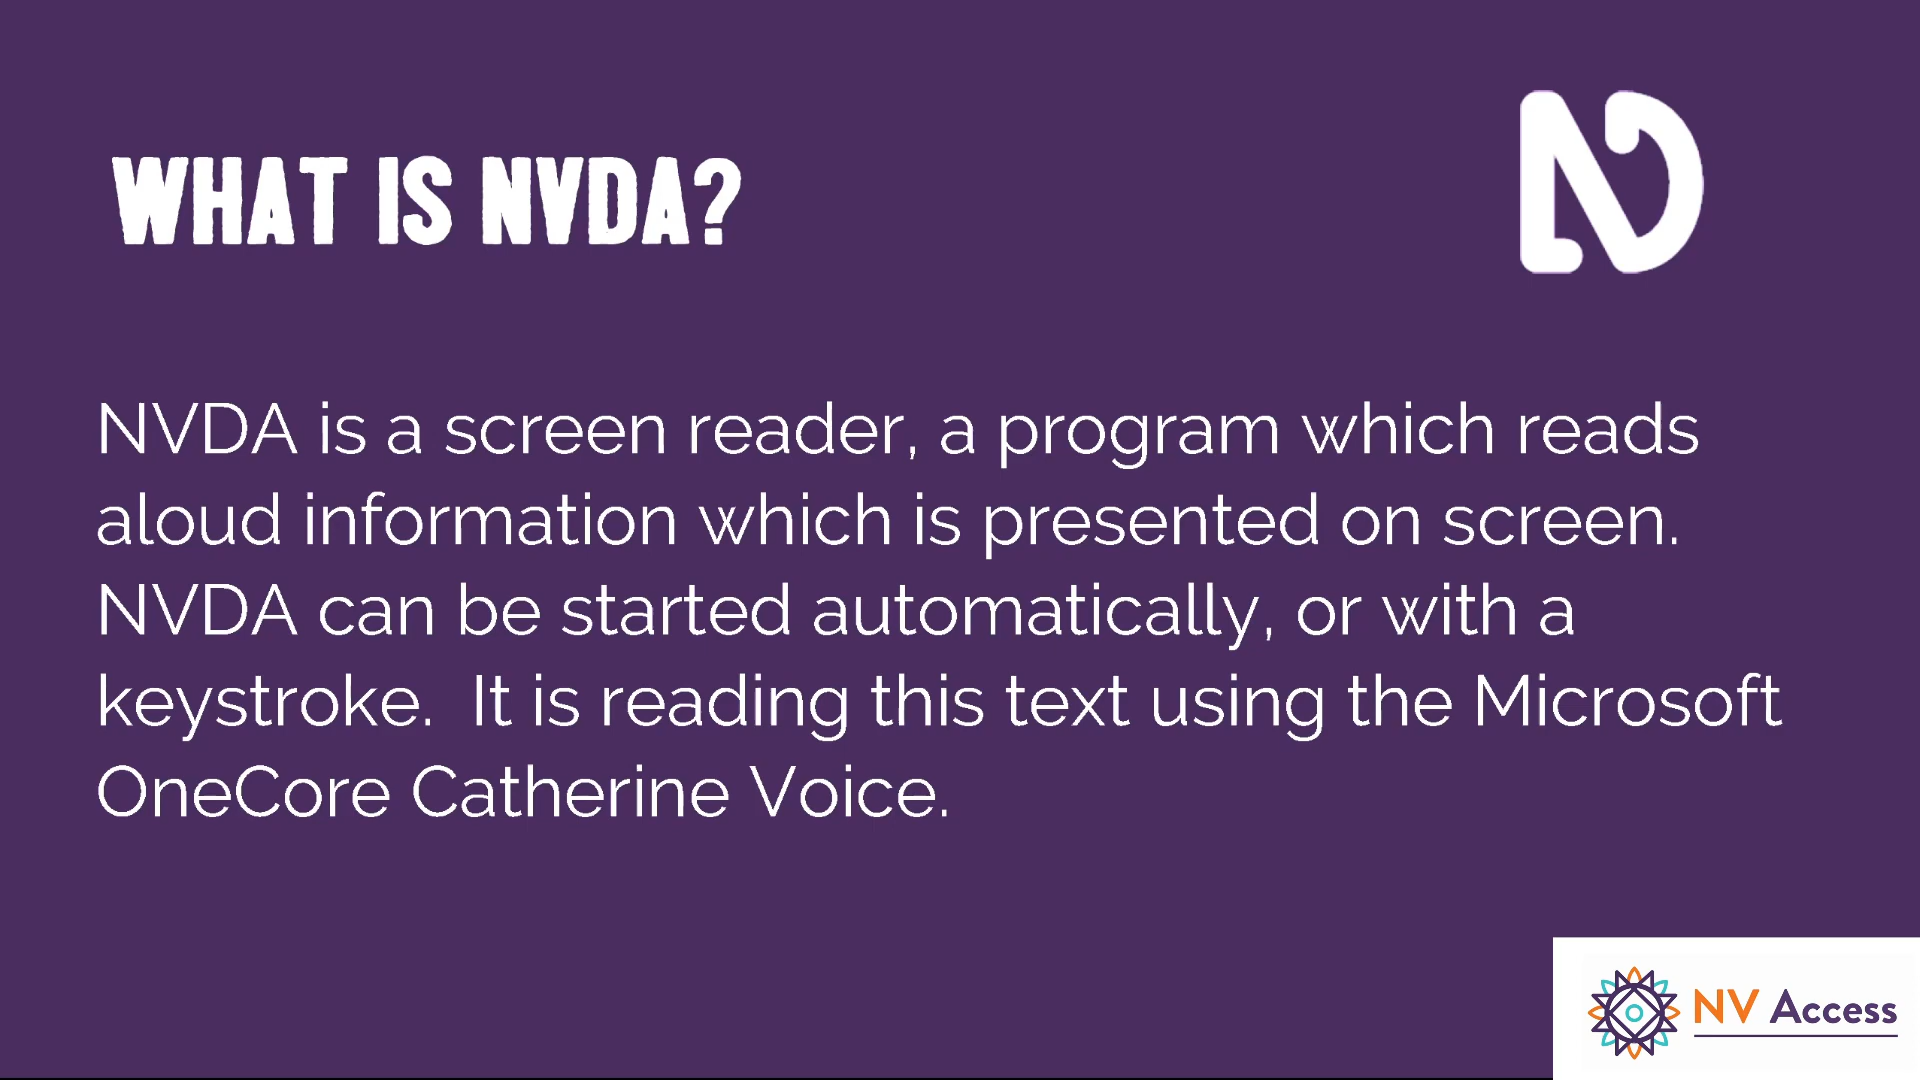 WHAT IS NVDA?
NVDA is a screen reader, a program which reads
aloud information which is presented on screen.
NVDA can be started automatically, or with a
keystroke.  It is reading this text using the Microsoft
OneCore Catherine Voice.
NV Access